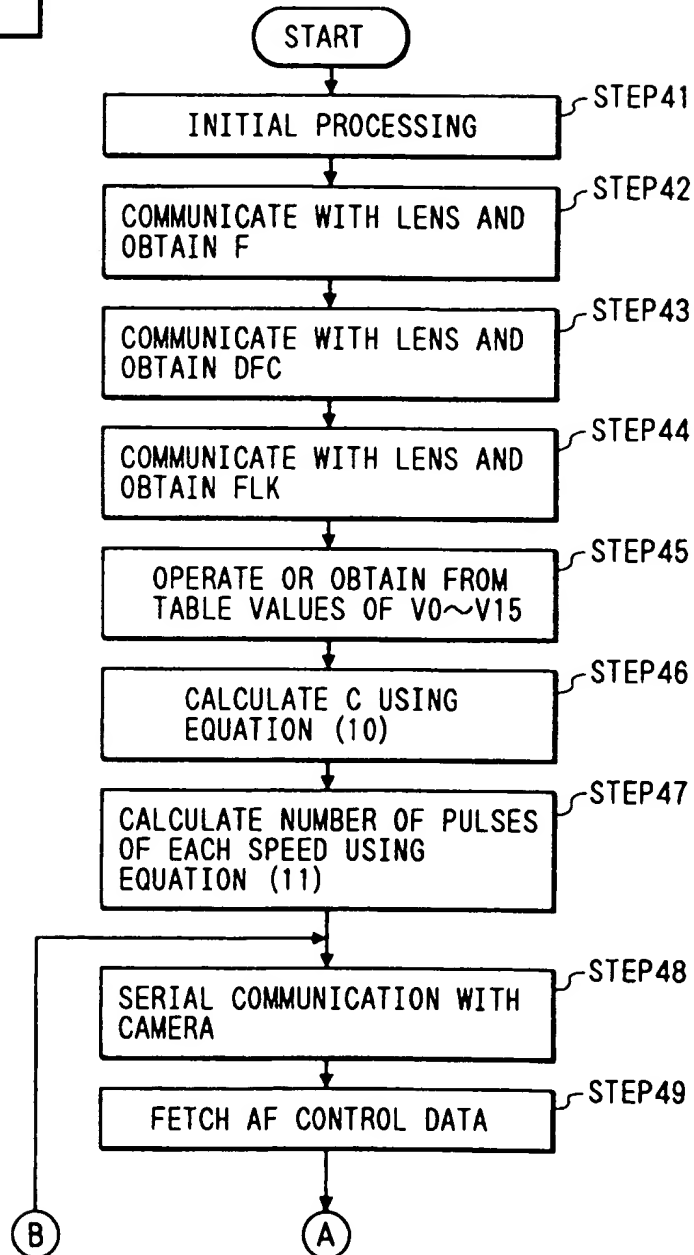 START
STEP41
INITIAL PROCESSING
STEP42
COMMUNICATE WITH LENS AND
OBTAIN F
STEP43
COMMUNICATE WITH LENS AND
OBTAIN DFC
STEP44
COMMUNICATE WITH LENS AND
OBTAIN FLK
STEP45
OPERATE OR OBTAIN FROM
TABLE VALUES OF V0~V15
STEP46
CALCULATE C USING
EQUATION (10)
STEP47
CALCULATE NUMBER OF PULSES
OF EACH SPEED USING
EQUATION (11)
STEP48
SERIAL COMMUNICATION WITH
CAMERA
STEP49
FETCH AF CONTROL DATA
B
A